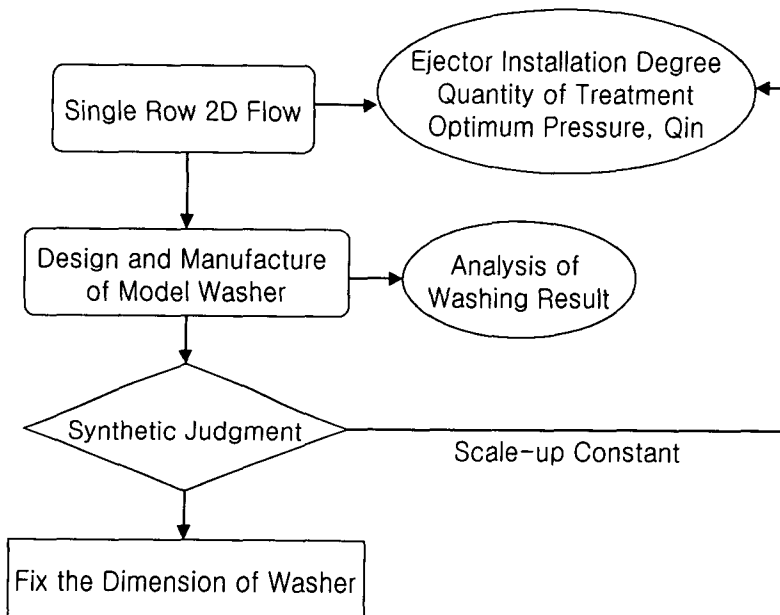 Single Row 2D Flow
Ejector Installation Degree
Quantity of Treatment
Optimum Pressure, Qin
Design and Manufacture
of Model Washer
Analysis of
Washing Result
Synthetic Judgment
Scale-up Constant
Fix the Dimension of Washer